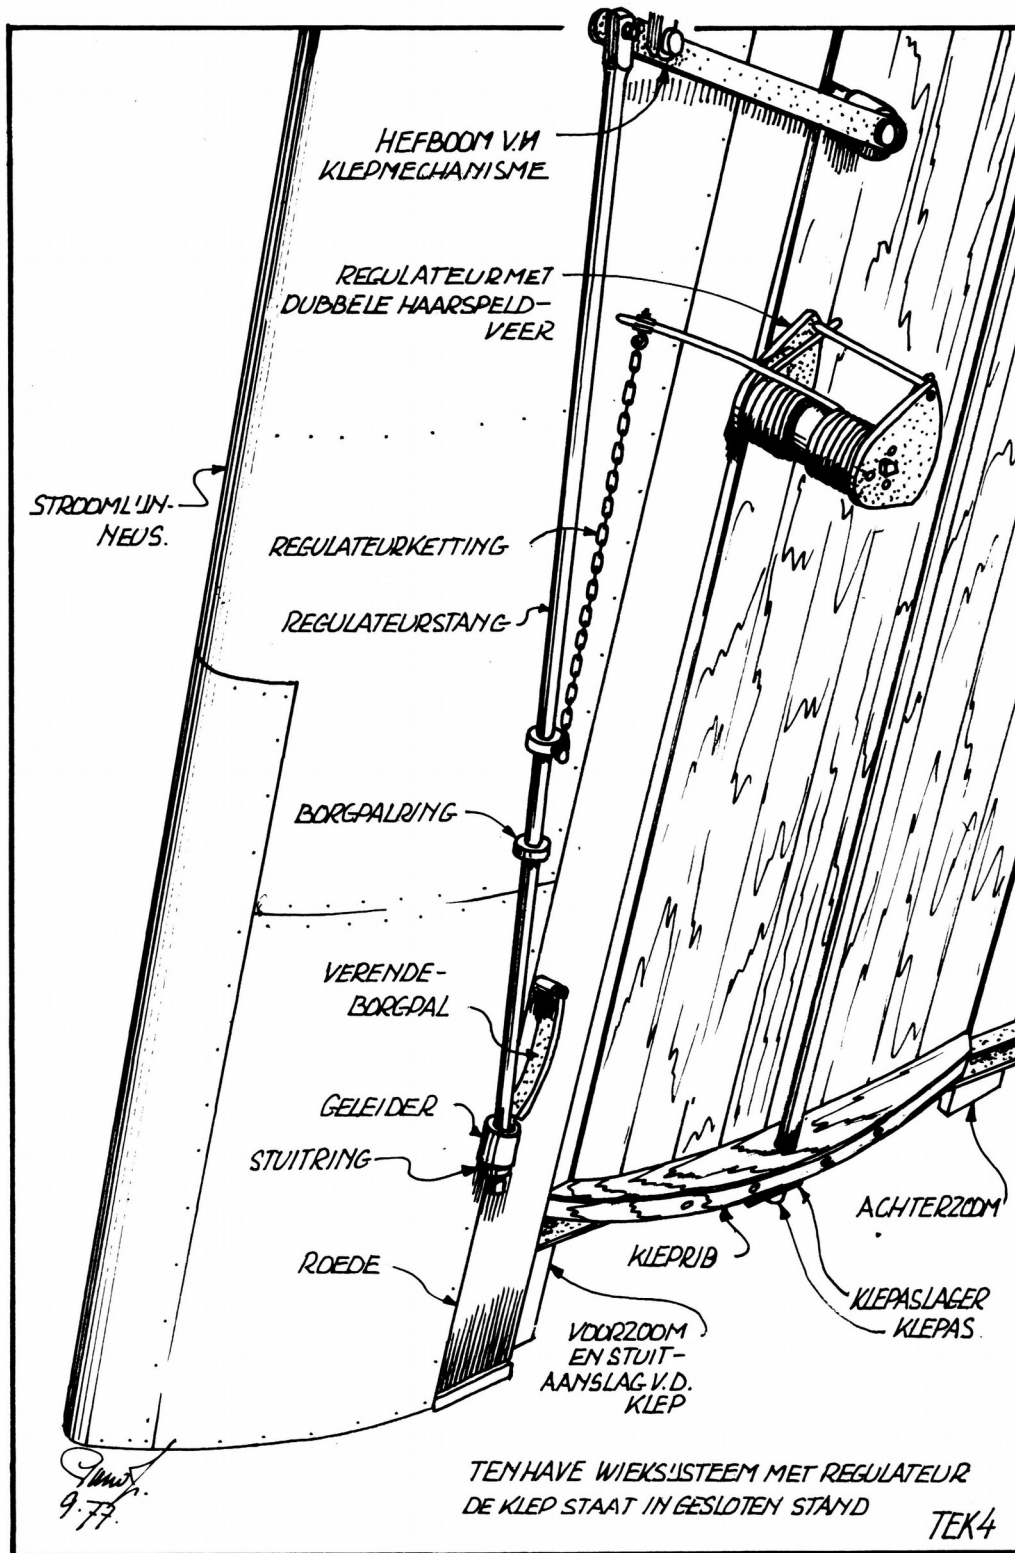 HEFBOOM V.H
KLEPMECHANISME
REGULATEUR MET
DUBBELE HAARSPELD-
VEER
STROOMLIJN-
NEUS.
REGULATEURKETTING
REGULATEURSTANG
BORGPALRING
VERENDE-
BORGPAL
GELEIDER
STUITRING
ROEDE
ACHTERZOOM
KLEPRIB
KLEPASLAGER
KLEPAS
VOORZOOM
EN STUIT-
AANSLAG V.D.
KLEP
9.77.
TEN HAVE WIEKSIJSTEEM MET REGULATEUR
DE KLEP STAAT IN GESLOTEN STAND
TEK4